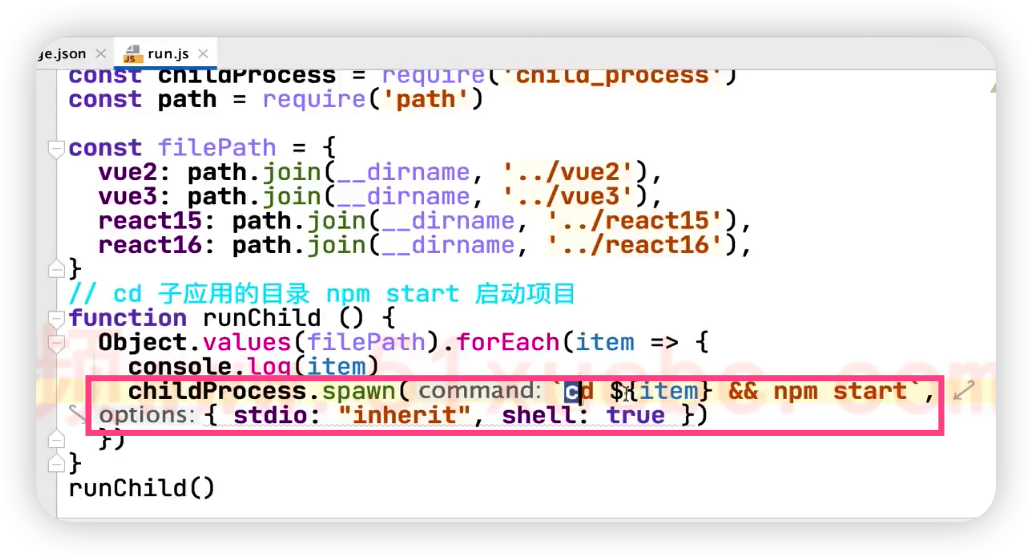 ge.json × JS run.js ×
const childProcess = require('child_process')
const path = require('path')
const filePath = {
vue2: path.join(__dirname, '../vue2'),
vue3: path.join(__dirname, '../vue3'),
react15: path.join(__dirname, '../react15'),
react16: path.join(__dirname, '../react16'),
}
// cd 子应用的目录 npm start 启动项目
function runChild () {
Object.values(filePath).forEach(item => {
console.log(item)
childProcess.spawn( command: `cd ${item} && npm start`,
options: { stdio: "inherit", shell: true })
})
}
runChild()